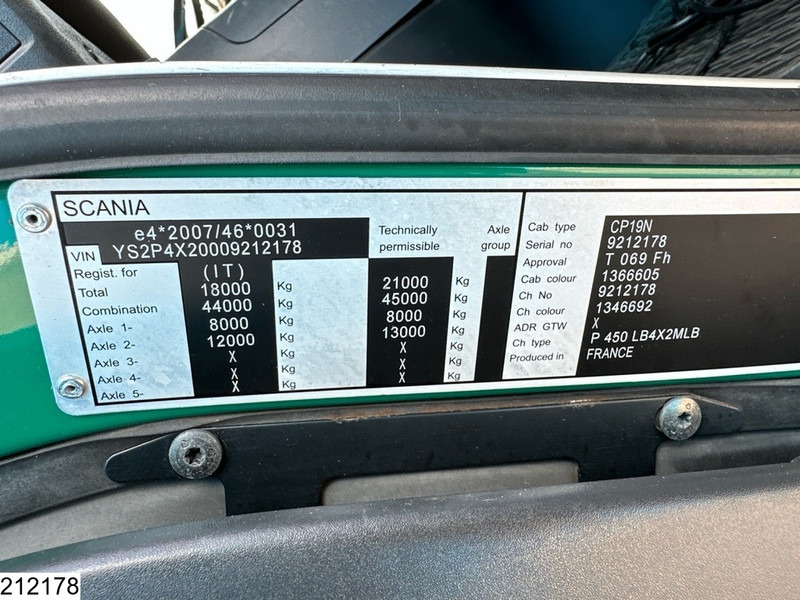 SCANIA
e4*2007/46*0031
VIN YS2P4X20009212178
Technically permissible
Axle group
Regist. for (IT)
Total 18000 Kg 21000 Kg
Combination 44000 Kg 45000 Kg
Axle 1- 8000 Kg 8000 Kg
Axle 2- 12000 Kg 13000 Kg
Axle 3- X Kg X Kg
Axle 4- X Kg X Kg
Axle 5- X Kg X Kg
Cab type CP19N
Serial no 9212178
Approval T 069 Fh
Cab colour 1366605
Ch No 9212178
Ch colour 1346692
ADR GTW X
Ch type P 450 LB4X2MLB
Produced in FRANCE
212178